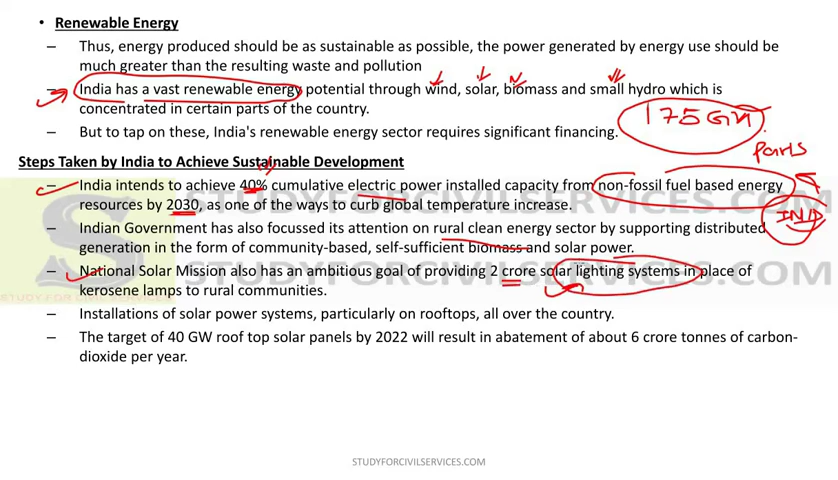 • Renewable Energy
– Thus, energy produced should be as sustainable as possible, the power generated by energy use should be
much greater than the resulting waste and pollution
– India has a vast renewable energy potential through wind, solar, biomass and small hydro which is
concentrated in certain parts of the country.
– But to tap on these, India's renewable energy sector requires significant financing.
175 GW
Paris
Steps Taken by India to Achieve Sustainable Development
– India intends to achieve 40% cumulative electric power installed capacity from non-fossil fuel based energy
resources by 2030, as one of the ways to curb global temperature increase.
– Indian Government has also focussed its attention on rural clean energy sector by supporting distributed
generation in the form of community-based, self-sufficient biomass and solar power.
– National Solar Mission also has an ambitious goal of providing 2 crore solar lighting systems in place of
kerosene lamps to rural communities.
– Installations of solar power systems, particularly on rooftops, all over the country.
– The target of 40 GW roof top solar panels by 2022 will result in abatement of about 6 crore tonnes of carbon-
dioxide per year.
STUDYFORCIVILSERVICES.COM